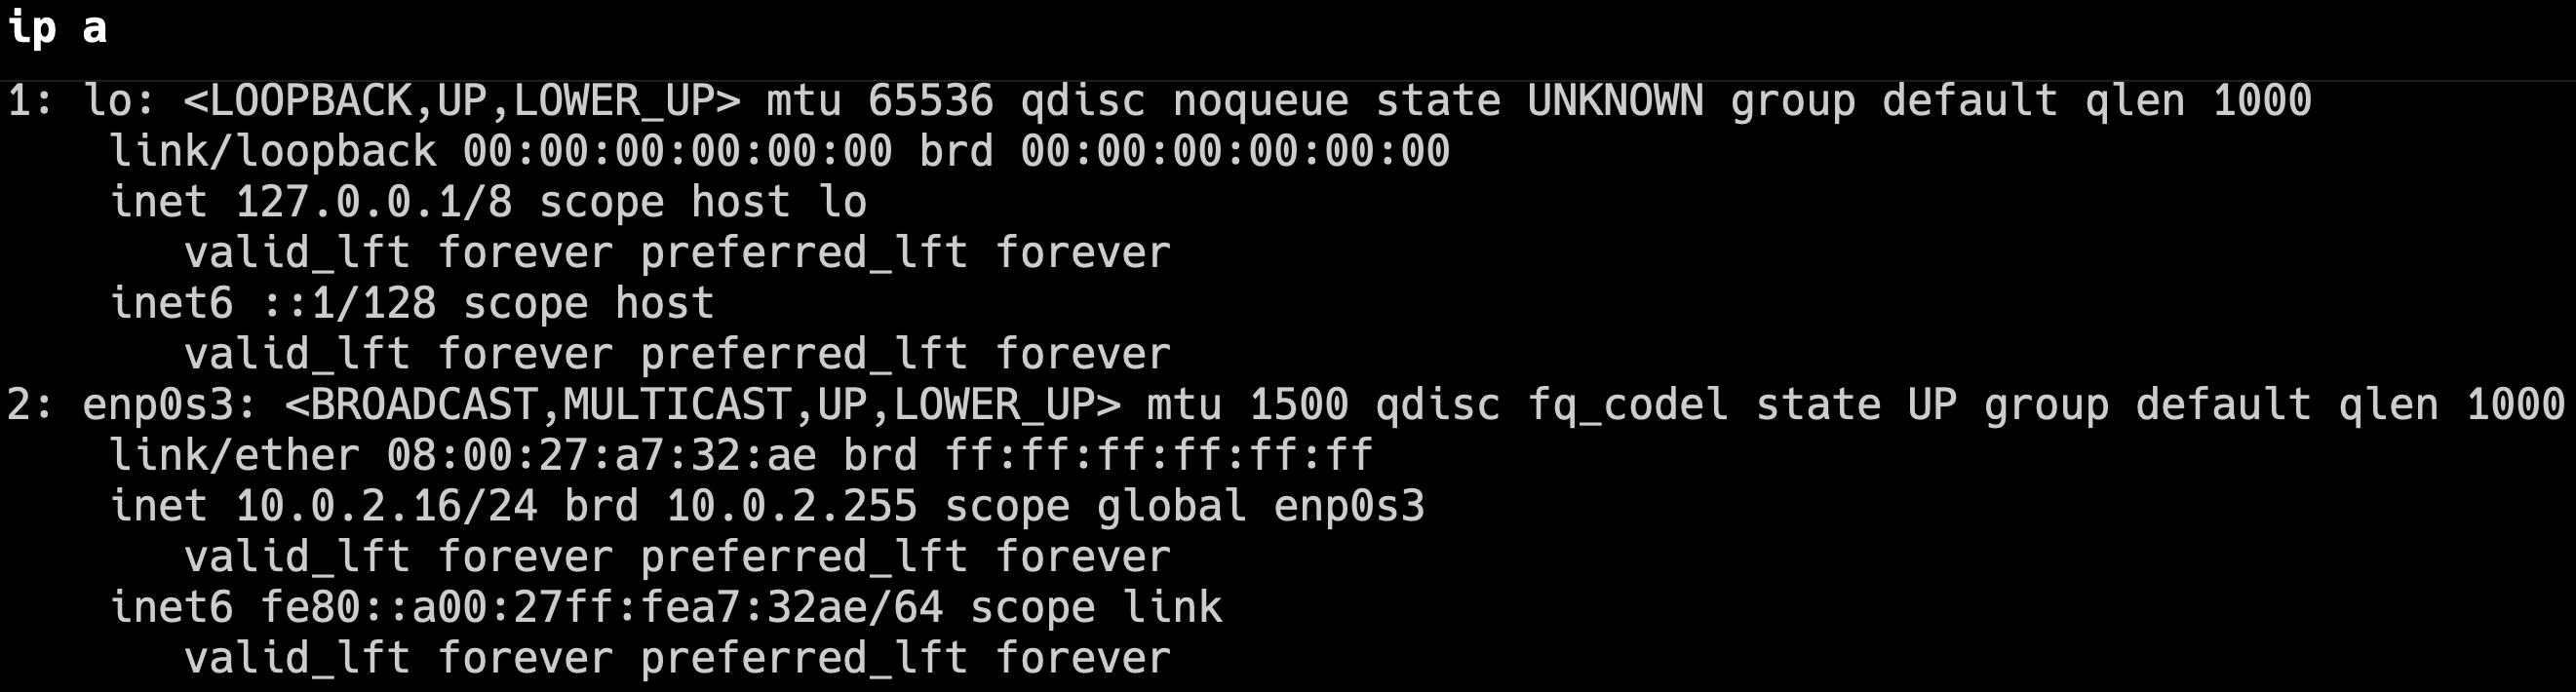 ip a
1: lo: <LOOPBACK,UP,LOWER_UP> mtu 65536 qdisc noqueue state UNKNOWN group default qlen 1000
    link/loopback 00:00:00:00:00:00 brd 00:00:00:00:00:00
    inet 127.0.0.1/8 scope host lo
       valid_lft forever preferred_lft forever
    inet6 ::1/128 scope host
       valid_lft forever preferred_lft forever
2: enp0s3: <BROADCAST,MULTICAST,UP,LOWER_UP> mtu 1500 qdisc fq_codel state UP group default qlen 1000
    link/ether 08:00:27:a7:32:ae brd ff:ff:ff:ff:ff:ff
    inet 10.0.2.16/24 brd 10.0.2.255 scope global enp0s3
       valid_lft forever preferred_lft forever
    inet6 fe80::a00:27ff:fea7:32ae/64 scope link
       valid_lft forever preferred_lft forever